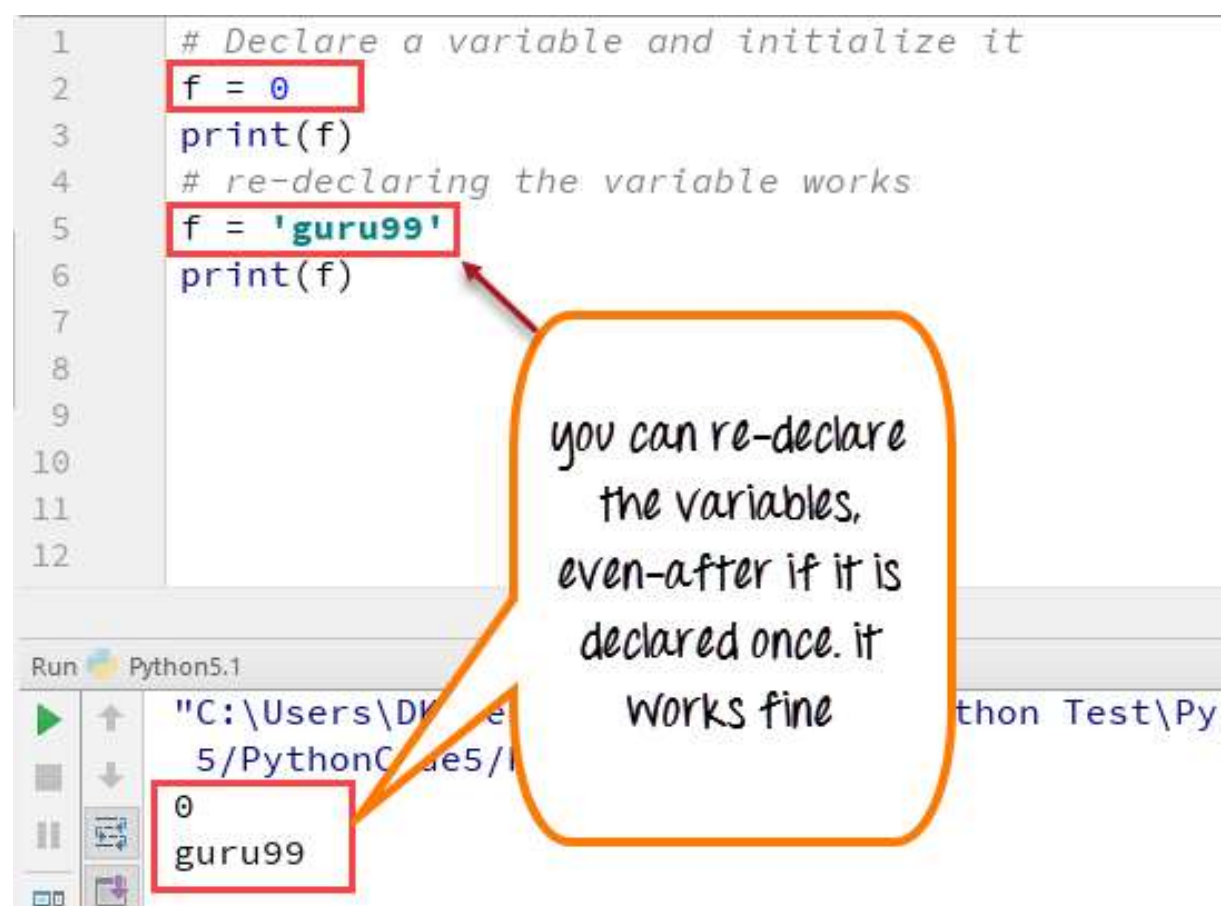 1 # Declare a variable and initialize it
2 f = 0
3 print(f)
4 # re-declaring the variable works
5 f = 'guru99'
6 print(f)
7
8
9
10
11
12
you can re-declare
the variables,
even-after if it is
declared once. it
works fine
Run Python5.1
"C:\Users\DK thon Test\Py
5/PythonC de5/
0
guru99